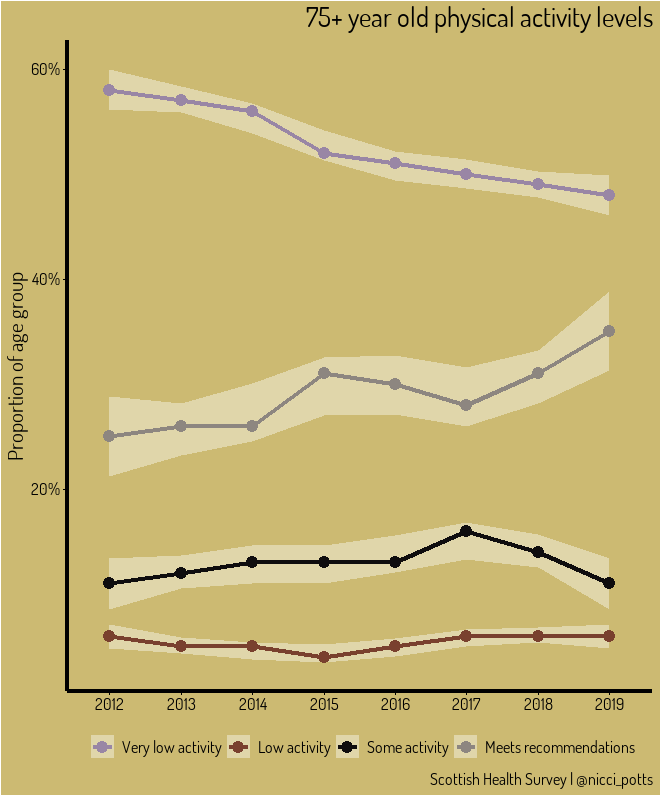 75+ year old physical activity levels
60%
40%
20%
Proportion of age group
2012 2013 2014 2015 2016 2017 2018 2019
Very low activity Low activity Some activity Meets recommendations
Scottish Health Survey | @nicci_potts